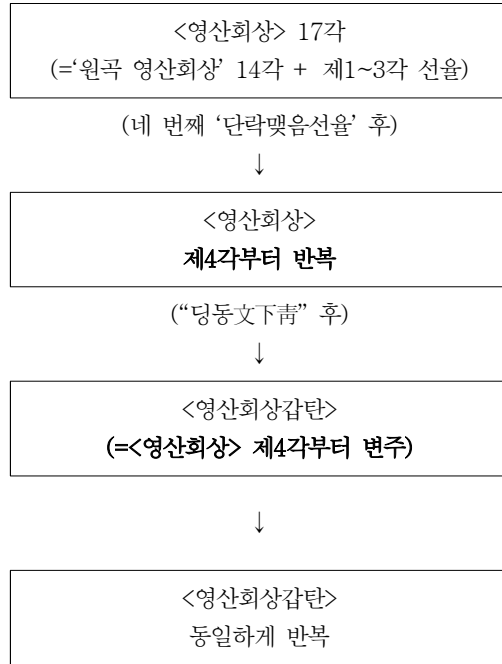 <영산회상> 17각
(=‘원곡 영산회상’ 14각 + 제1~3각 선율)
(네 번째 ‘단락맺음선율’ 후)
↓
<영산회상>
제4각부터 반복
(“딩동文下靑” 후)
↓
<영산회상갑탄>
(=<영산회상> 제4각부터 변주)
↓
<영산회상갑탄>
동일하게 반복